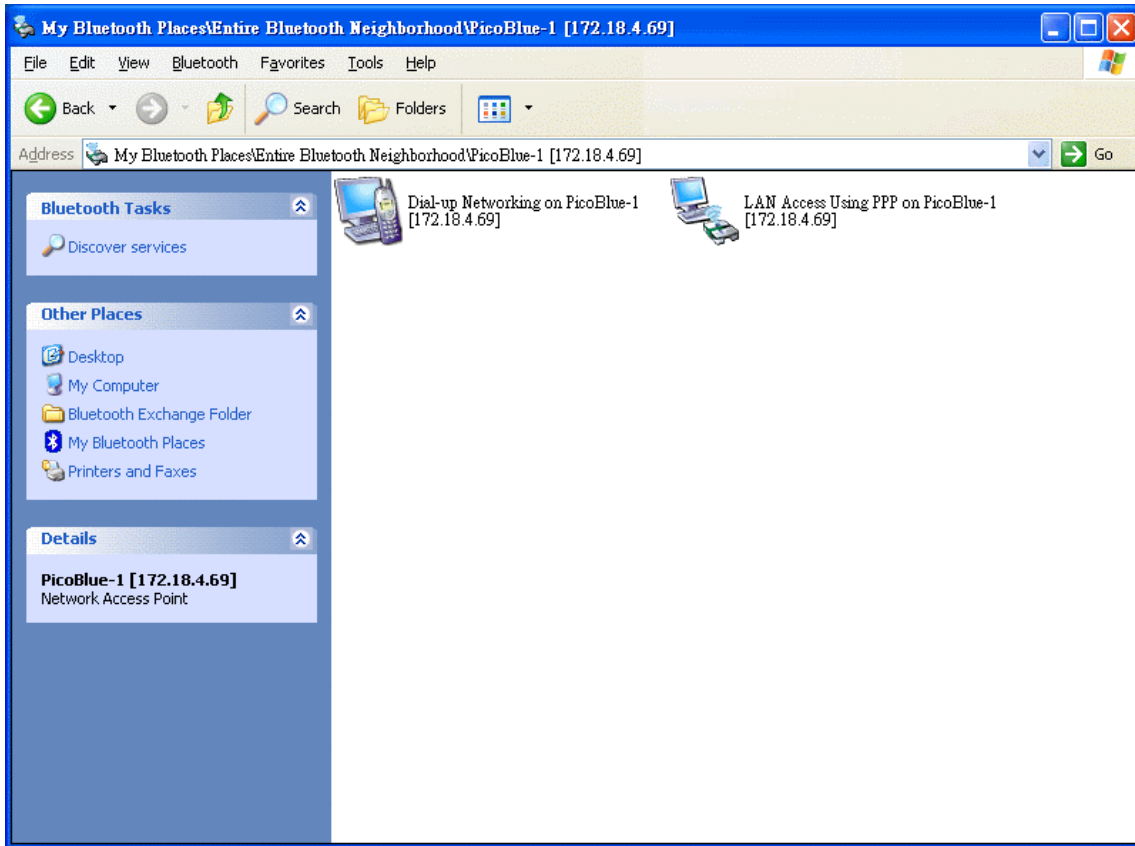 My Bluetooth Places\Entire Bluetooth Neighborhood\PicoBlue-1 [172.18.4.69]
File Edit View Bluetooth Favorites Tools Help
Back Search Folders
Address My Bluetooth Places\Entire Bluetooth Neighborhood\PicoBlue-1 [172.18.4.69] Go
Bluetooth Tasks
Discover services
Other Places
Desktop
My Computer
Bluetooth Exchange Folder
My Bluetooth Places
Printers and Faxes
Details
PicoBlue-1 [172.18.4.69]
Network Access Point
Dial-up Networking on PicoBlue-1
[172.18.4.69]
LAN Access Using PPP on PicoBlue-1
[172.18.4.69]